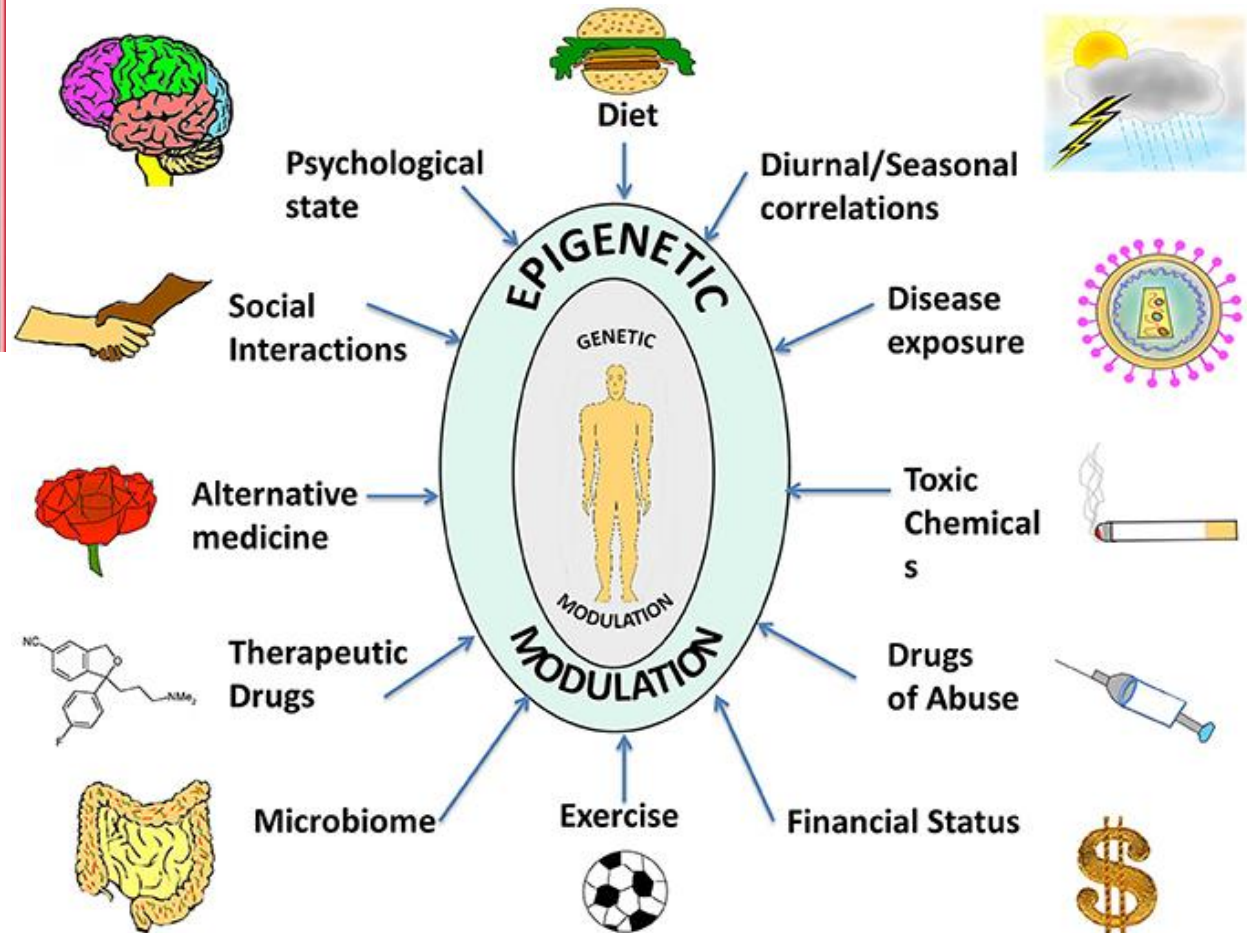 Diet
Psychological
state
Diurnal/Seasonal
correlations
EPIGENETIC
Social
Interactions
Disease
exposure
GENETIC
Alternative
medicine
Toxic
Chemical
s
MODULATION
MODULATION
Therapeutic
Drugs
NC
O
NMe₂
F
Drugs
of Abuse
Microbiome
Exercise
Financial Status
$